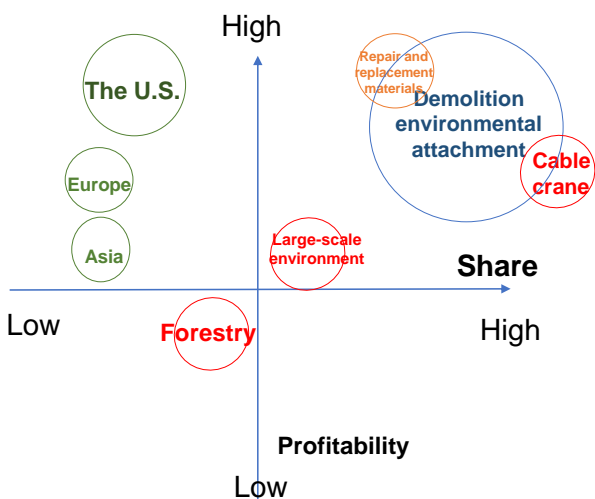 High
Repair and
replacement
materials
The U.S.
Demolition
environmental
attachment
Cable
crane
Europe
Asia
Large-scale
environment
Share
Low
High
Forestry
Profitability
Low